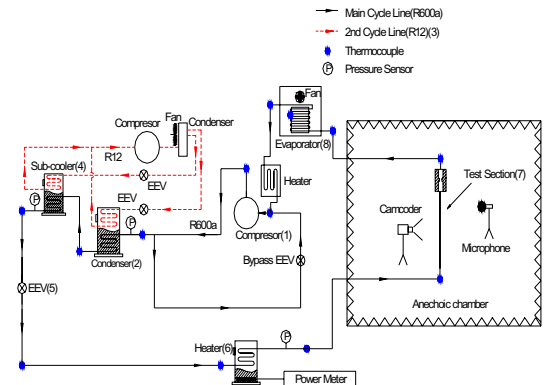 Main Cycle Line(R600a)
2nd Cycle Line(R12)(3)
Thermocouple
P Pressure Sensor
Fan
Compresor
Condenser
Fan
R12
Evaporator(8)
Sub-cooler(4)
EEV
P
Heater
Test Section(7)
EEV
Camcoder
P
R600a
Compresor(1)
Microphone
Condenser(2)
Bypass EEV
EEV(5)
Anechoic chamber
P
Heater(6)
Power Meter